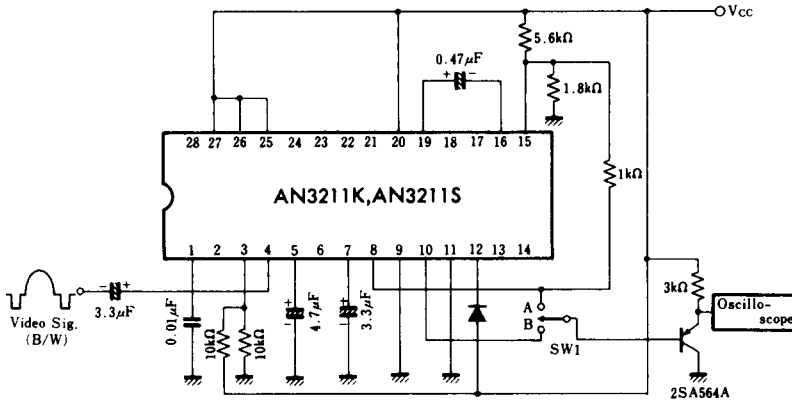 Vcc
5.6kΩ
0.47μF
+ -
1.8kΩ
28 27 26 25 24 23 22 21 20 19 18 17 16 15
1kΩ
AN3211K,AN3211S
1 2 3 4 5 6 7 8 9 10 11 12 13 14
- +
3.3μF
Video Sig.
(B/W)
0.01μF
10kΩ
10kΩ
- +
4.7μF
- +
3.3μF
A
B
SW1
3kΩ
Oscillo-
scope
2SA564A